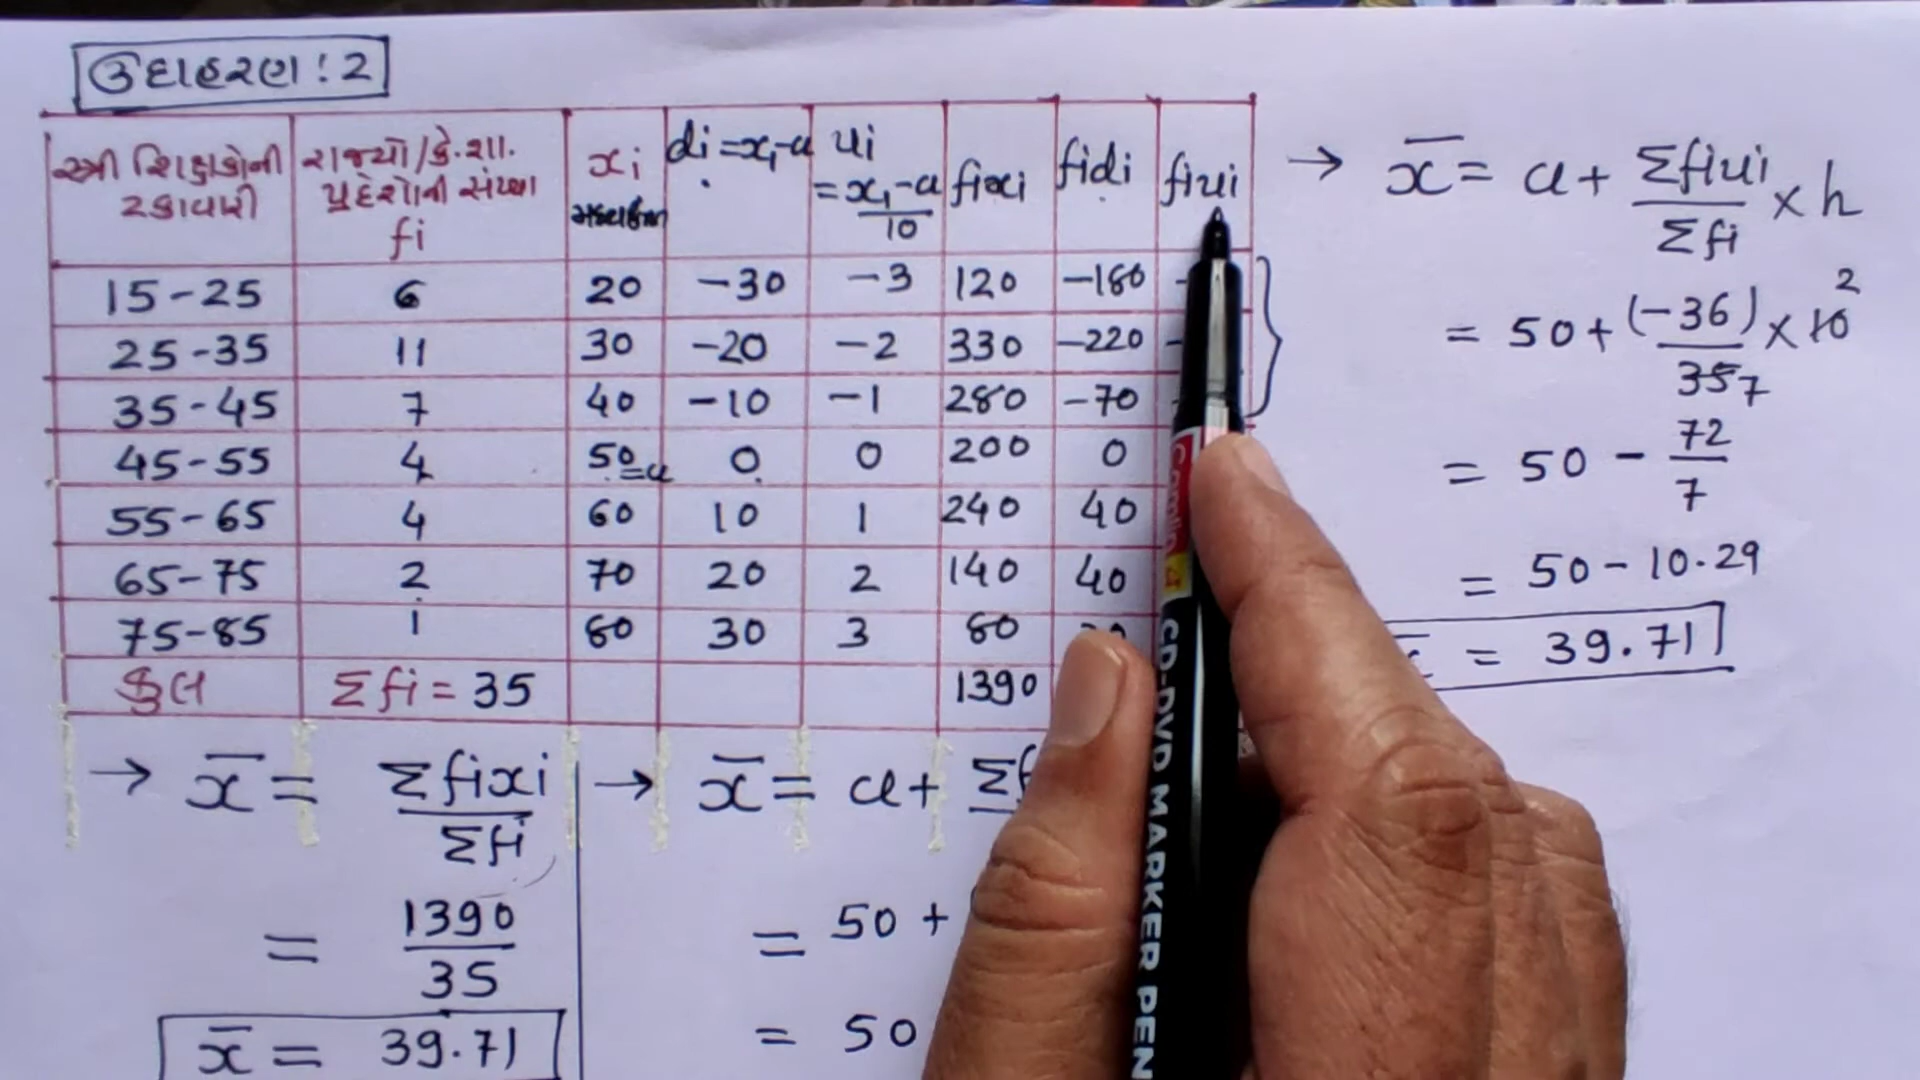 ઉદાહરણ : 2
સ્ત્રી શિક્ષકોની ટકાવારી
રાજ્યો/કે.શા. પ્રદેશોની સંખ્યા fi
xi
di = xi - a
ui = xi - a / 10
fixi
fidi
fiui
15-25 6 20 -30 -3 120 -180
25-35 11 30 -20 -2 330 -220
35-45 7 40 -10 -1 280 -70
45-55 4 50=a 0 0 200 0
55-65 4 60 10 1 240 40
65-75 2 70 20 2 140 40
75-85 1 80 30 3 80
કુલ Σfi = 35 1390
→ x̄ = Σfixi / Σfi
= 1390 / 35
x̄ = 39.71
→ x̄ = a +
= 50 +
= 50
→ x̄ = a + Σfiui / Σfi × h
= 50 + (-36) / 35 7 × 10 2
= 50 - 72 / 7
= 50 - 10.29
= 39.71
CD-DVD MARKER PEN